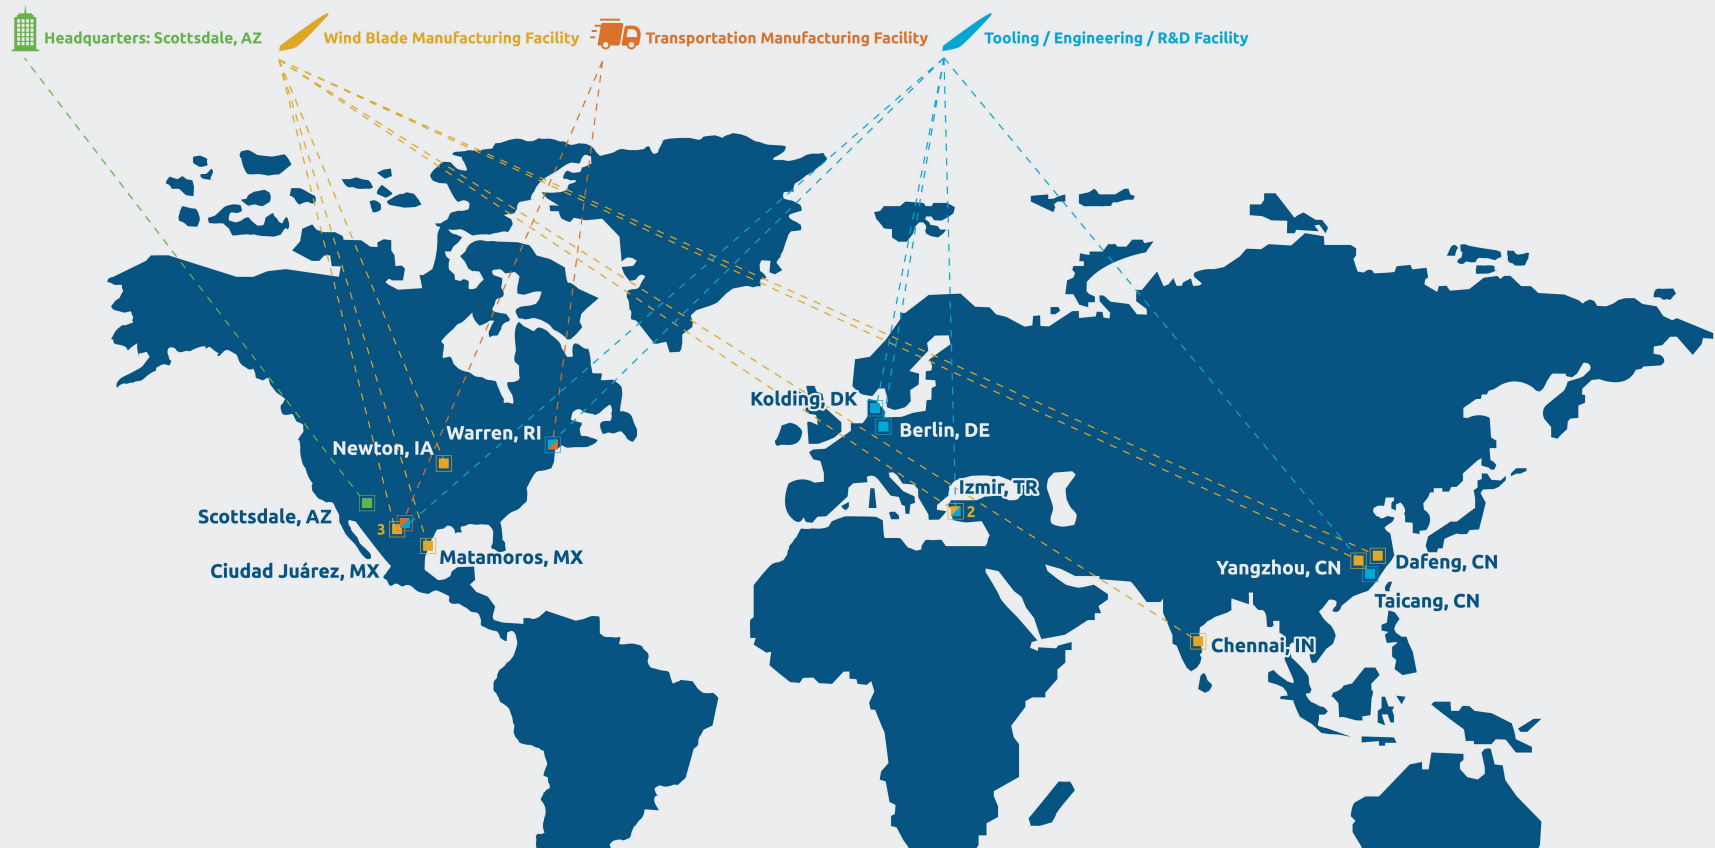 Headquarters: Scottsdale, AZ
Wind Blade Manufacturing Facility
Transportation Manufacturing Facility
Tooling / Engineering / R&D Facility
Kolding, DK
Berlin, DE
Warren, RI
Newton, IA
Izmir, TR
2
Scottsdale, AZ
3
Matamoros, MX
Ciudad Juárez, MX
Dafeng, CN
Yangzhou, CN
Taicang, CN
Chennai, IN